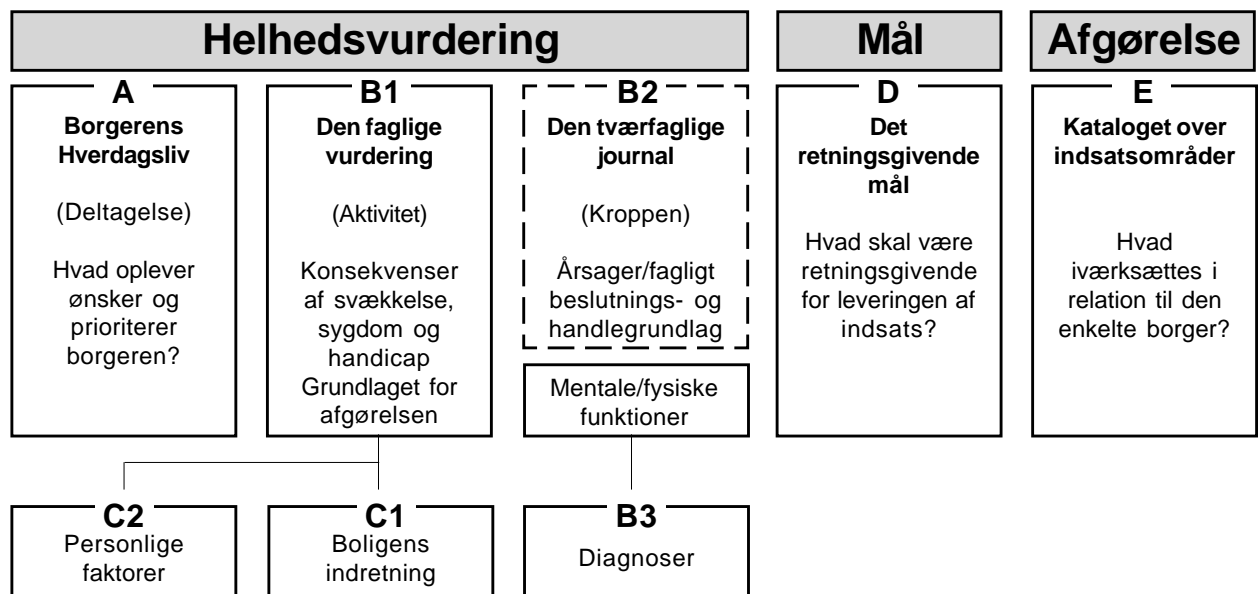 Helhedsvurdering
Mål
Afgørelse
A
Borgerens
Hverdagsliv
(Deltagelse)
Hvad oplever
ønsker og
prioriterer
borgeren?
B1
Den faglige
vurdering
(Aktivitet)
Konsekvenser
af svækkelse,
sygdom og
handicap
Grundlaget for
afgørelsen
B2
Den tværfaglige
journal
(Kroppen)
Årsager/fagligt
beslutnings- og
handlegrundlag
Mentale/fysiske
funktioner
D
Det
retningsgivende
mål
Hvad skal være
retningsgivende
for leveringen af
indsats?
E
Kataloget over
indsatsområder
Hvad
iværksættes i
relation til den
enkelte borger?
C2
Personlige
faktorer
C1
Boligens
indretning
B3
Diagnoser